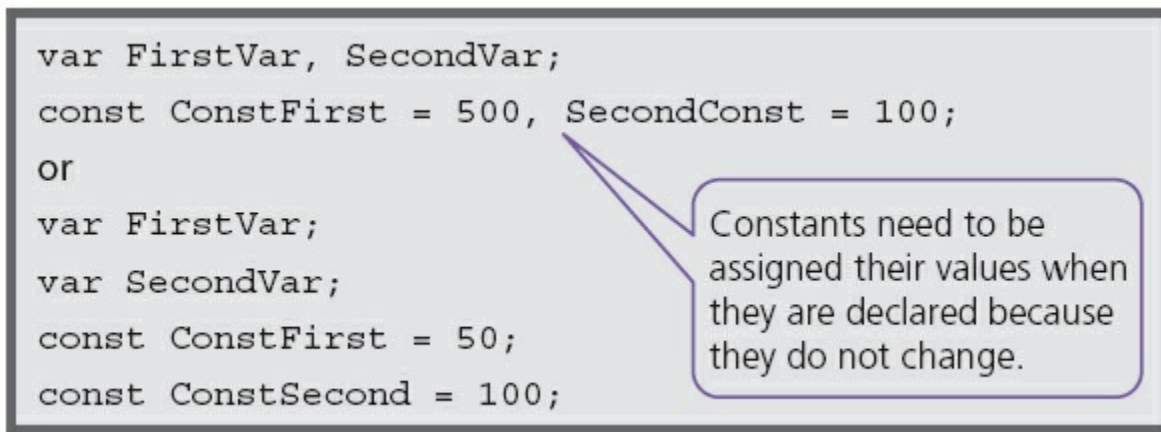 var FirstVar, SecondVar;
const ConstFirst = 500, SecondConst = 100;
or
var FirstVar;
var SecondVar;
const ConstFirst = 50;
const ConstSecond = 100;
Constants need to be
assigned their values when
they are declared because
they do not change.